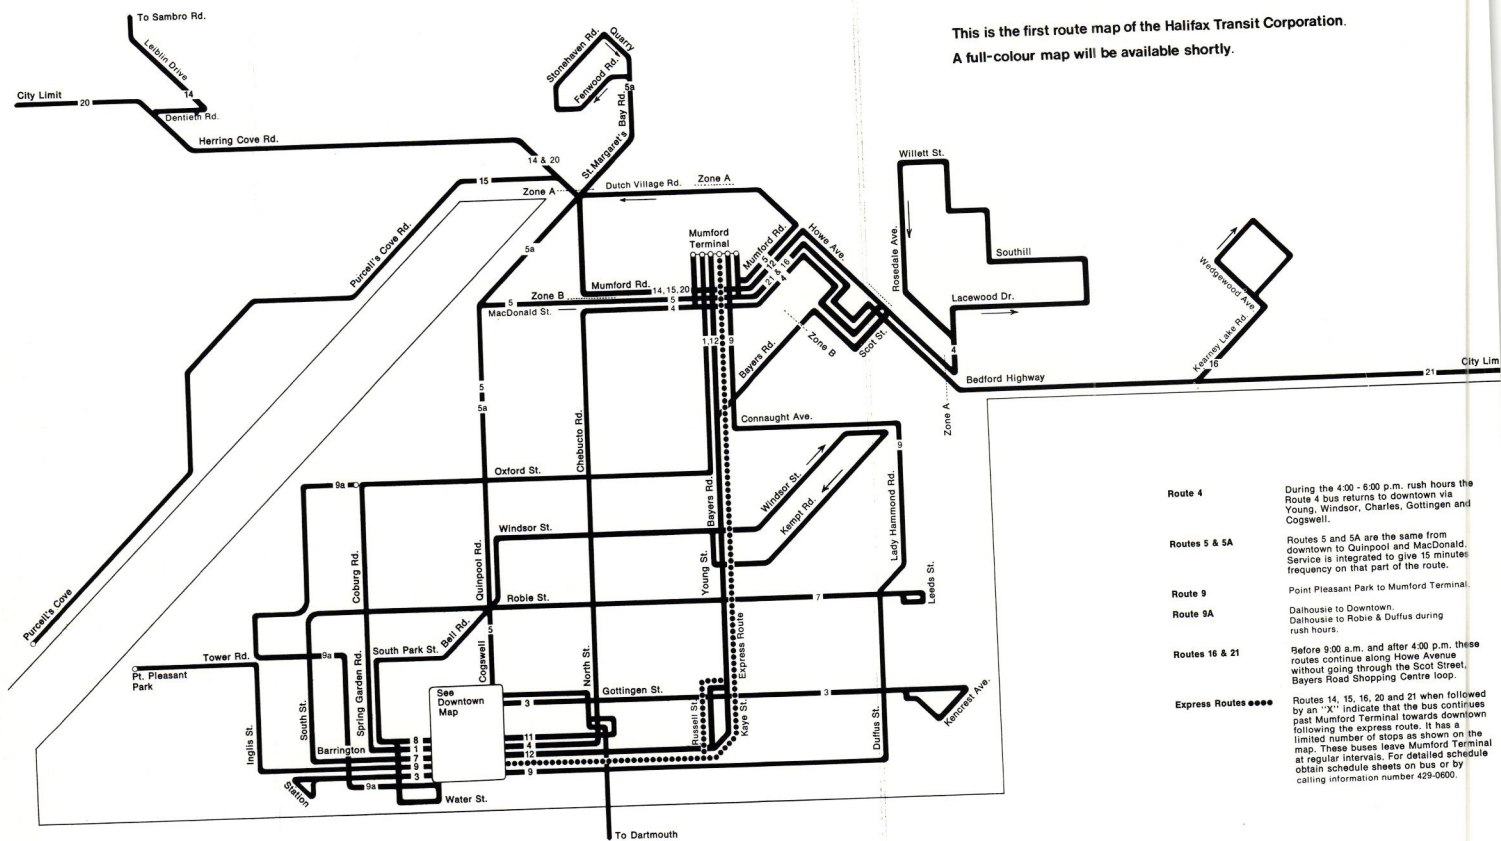 To Sambro Rd.
Leiblin Drive
14
City Limit
20
Dentieth Rd.
Herring Cove Rd.
14 & 20
15
Purcell's Cove Rd.
Purcell's Cove
Stonehaven Rd.
Quarry
Fenwood Rd.
5a
St. Margaret's Bay Rd.
Zone A
Dutch Village Rd.
Zone A
This is the first route map of the Halifax Transit Corporation.
A full-colour map will be available shortly.
Mumford
Terminal
Mumford Rd.
5
12
21 & 16
4
Howe Ave.
5a
Mumford Rd.
14, 15, 20
5
Zone B
5
MacDonald St.
4
1,12
9
Bayers Rd.
Zone B
Scot St.
Willett St.
Rosedale Ave.
Southill
Lacewood Dr.
4
Zone A
Bedford Highway
Wedgewood Ave.
Kearney Lake Rd.
16
21
City Lim
5
5a
Chebucto Rd.
Connaught Ave.
9
Oxford St.
9a
Bayers Rd.
Windsor St.
Kempt Rd.
Lady Hammond Rd.
Windsor St.
Coburg Rd.
Quinpool Rd.
Young St.
Leeds St.
Robie St.
7
5
Bell Rd.
South Park St.
Tower Rd.
9a
Pt. Pleasant
Park
Cogswell
North St.
Express Route
See
Downtown
Map
Gottingen St.
3
3
Kencrest Ave.
Spring Garden Rd.
South St.
Inglis St.
Russell St.
Kaye St.
Duffus St.
Barrington
8
1
7
9
3
11
4
12
9
9a
Station
Water St.
To Dartmouth
Route 4
During the 4:00 - 6:00 p.m. rush hours the
Route 4 bus returns to downtown via
Young, Windsor, Charles, Gottingen and
Cogswell.
Routes 5 & 5A
Routes 5 and 5A are the same from
downtown to Quinpool and MacDonald.
Service is integrated to give 15 minutes
frequency on that part of the route.
Route 9
Point Pleasant Park to Mumford Terminal.
Route 9A
Dalhousie to Downtown.
Dalhousie to Robie & Duffus during
rush hours.
Routes 16 & 21
Before 9:00 a.m. and after 4:00 p.m. these
routes continue along Howe Avenue
without going through the Scot Street,
Bayers Road Shopping Centre loop.
Express Routes ●●●●
Routes 14, 15, 16, 20 and 21 when followed
by an "X" indicate that the bus continues
past Mumford Terminal towards downtown
following the express route. It has a
limited number of stops as shown on the
map. These buses leave Mumford Terminal
at regular intervals. For detailed schedule
obtain schedule sheets on bus or by
calling information number 429-0600.